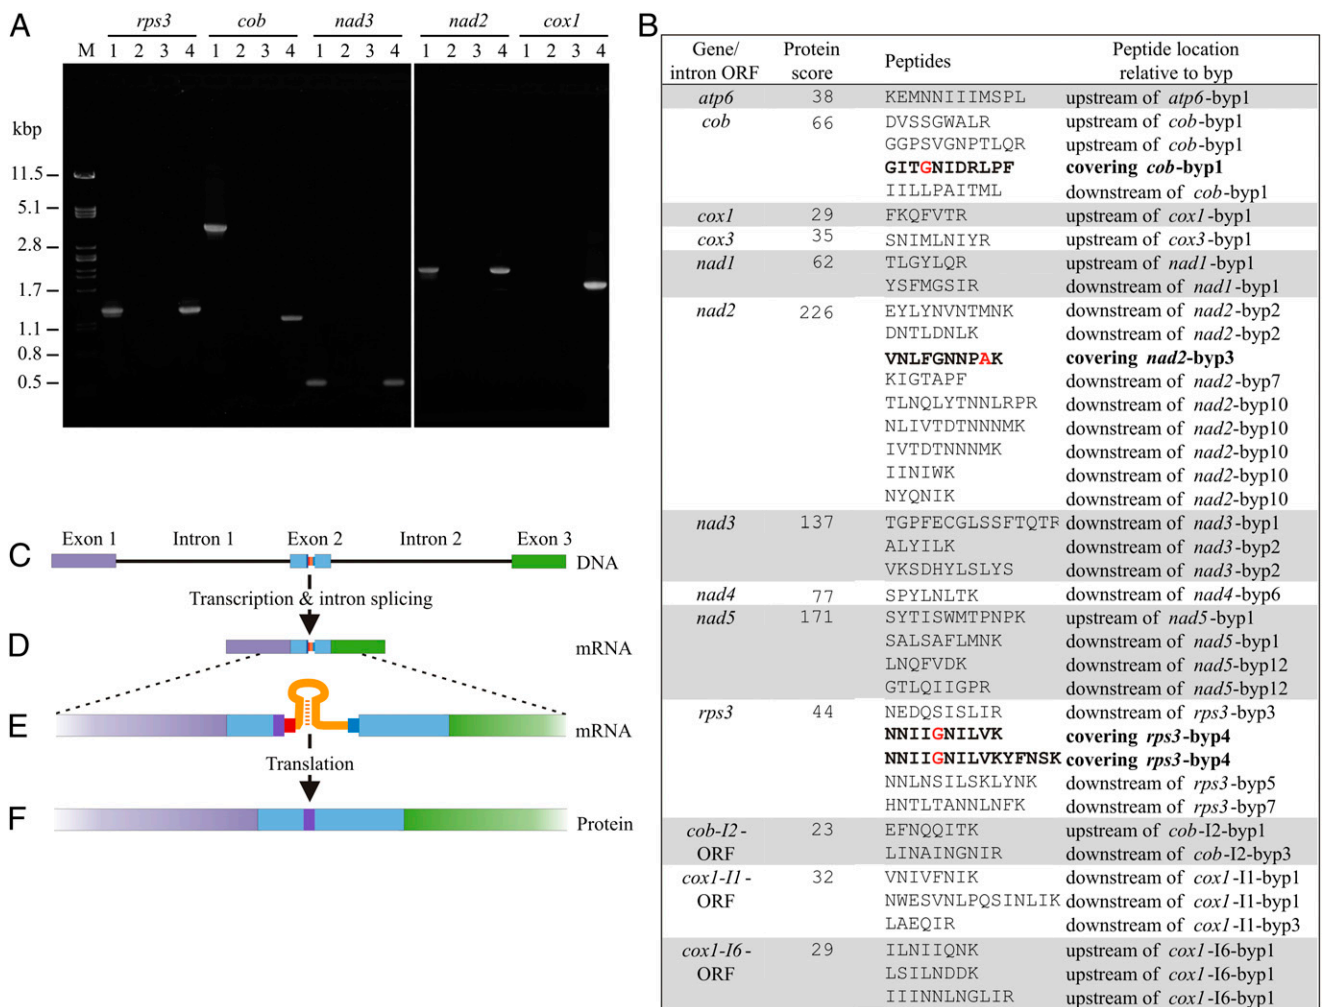 A
rps3 cob nad3 nad2 cox1
M 1 2 3 4 1 2 3 4 1 2 3 4 1 2 3 4 1 2 3 4
kbp
11.5
5.1
2.8
1.7
1.1
0.8
0.5
B
Gene/ intron ORF Protein score Peptides Peptide location relative to byp
atp6 38 KEMNNIIIMSPL upstream of atp6-byp1
cob 66 DVSSGWALR upstream of cob-byp1
GGPSVGNPTLQR upstream of cob-byp1
GITGNIDRLPF covering cob-byp1
IILLPAITML downstream of cob-byp1
cox1 29 FKQFVTR upstream of cox1-byp1
cox3 35 SNIMLNIYR upstream of cox3-byp1
nad1 62 TLGYLQR upstream of nad1-byp1
YSFMGSIR downstream of nad1-byp1
nad2 226 EYLYNVNTMNK downstream of nad2-byp2
DNTLDNLK downstream of nad2-byp2
VNLFGNNPAK covering nad2-byp3
KIGTAPF downstream of nad2-byp7
TLNQLYTNNLRPR downstream of nad2-byp10
NLIVTDTNNNMK downstream of nad2-byp10
IVTDTNNNMK downstream of nad2-byp10
IINIWK downstream of nad2-byp10
NYQNIK downstream of nad2-byp10
nad3 137 TGPFECGLSSFTQTR downstream of nad3-byp1
ALYILK downstream of nad3-byp2
VKSDHYLSLYS downstream of nad3-byp2
nad4 77 SPYLNLTK downstream of nad4-byp6
nad5 171 SYTISWMTPNPK upstream of nad5-byp1
SALSAFLMNK downstream of nad5-byp1
LNQFVDK downstream of nad5-byp12
GTLQIIGPR downstream of nad5-byp12
rps3 44 NEDQSISLIR downstream of rps3-byp3
NNIIGNILVK covering rps3-byp4
NNIIGNILVKYFNSK covering rps3-byp4
NNLNSILSKLYNK downstream of rps3-byp5
HNTLTANNLNFK downstream of rps3-byp7
cob-I2- 23 EFNQQITK upstream of cob-I2-byp1
ORF LINAINGNIR downstream of cob-I2-byp3
cox1-I1- 32 VNIVFNIK downstream of cox1-I1-byp1
ORF NWESVNLPQSINLIK downstream of cox1-I1-byp1
LAEQIR downstream of cox1-I1-byp3
cox1-I6- 29 ILNIIQNK upstream of cox1-I6-byp1
ORF LSILNDDK upstream of cox1-I6-byp1
IIINNLNGLIR upstream of cox1-I6-byp1
C
Exon 1 Intron 1 Exon 2 Intron 2 Exon 3
DNA
Transcription & intron splicing
D
mRNA
E
mRNA
Translation
F
Protein